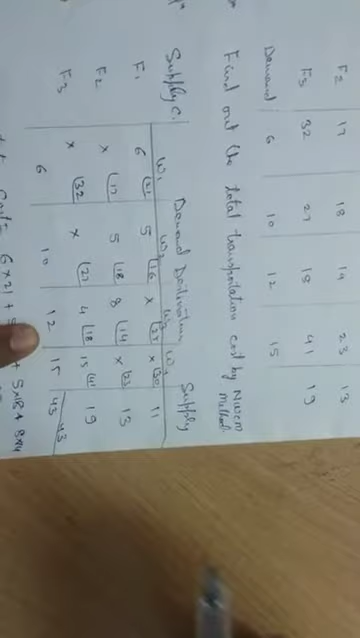 F2 17 18 14 23 13
F3 32 27 18 41 19
Demand 6 10 12 15
Find out the total transportation cost by NWCM Method.
Supply C. Demand Destination Supply
W1 W2 W3 W4
F1 6 21 5 16 × × 11
F2 × 17 5 18 8 14 × 23 13
F3 × 32 × 27 4 18 15 41 19
6 10 12 15 43 43
Cost = 6 × 21 + 5 + 5×18 + 8×14